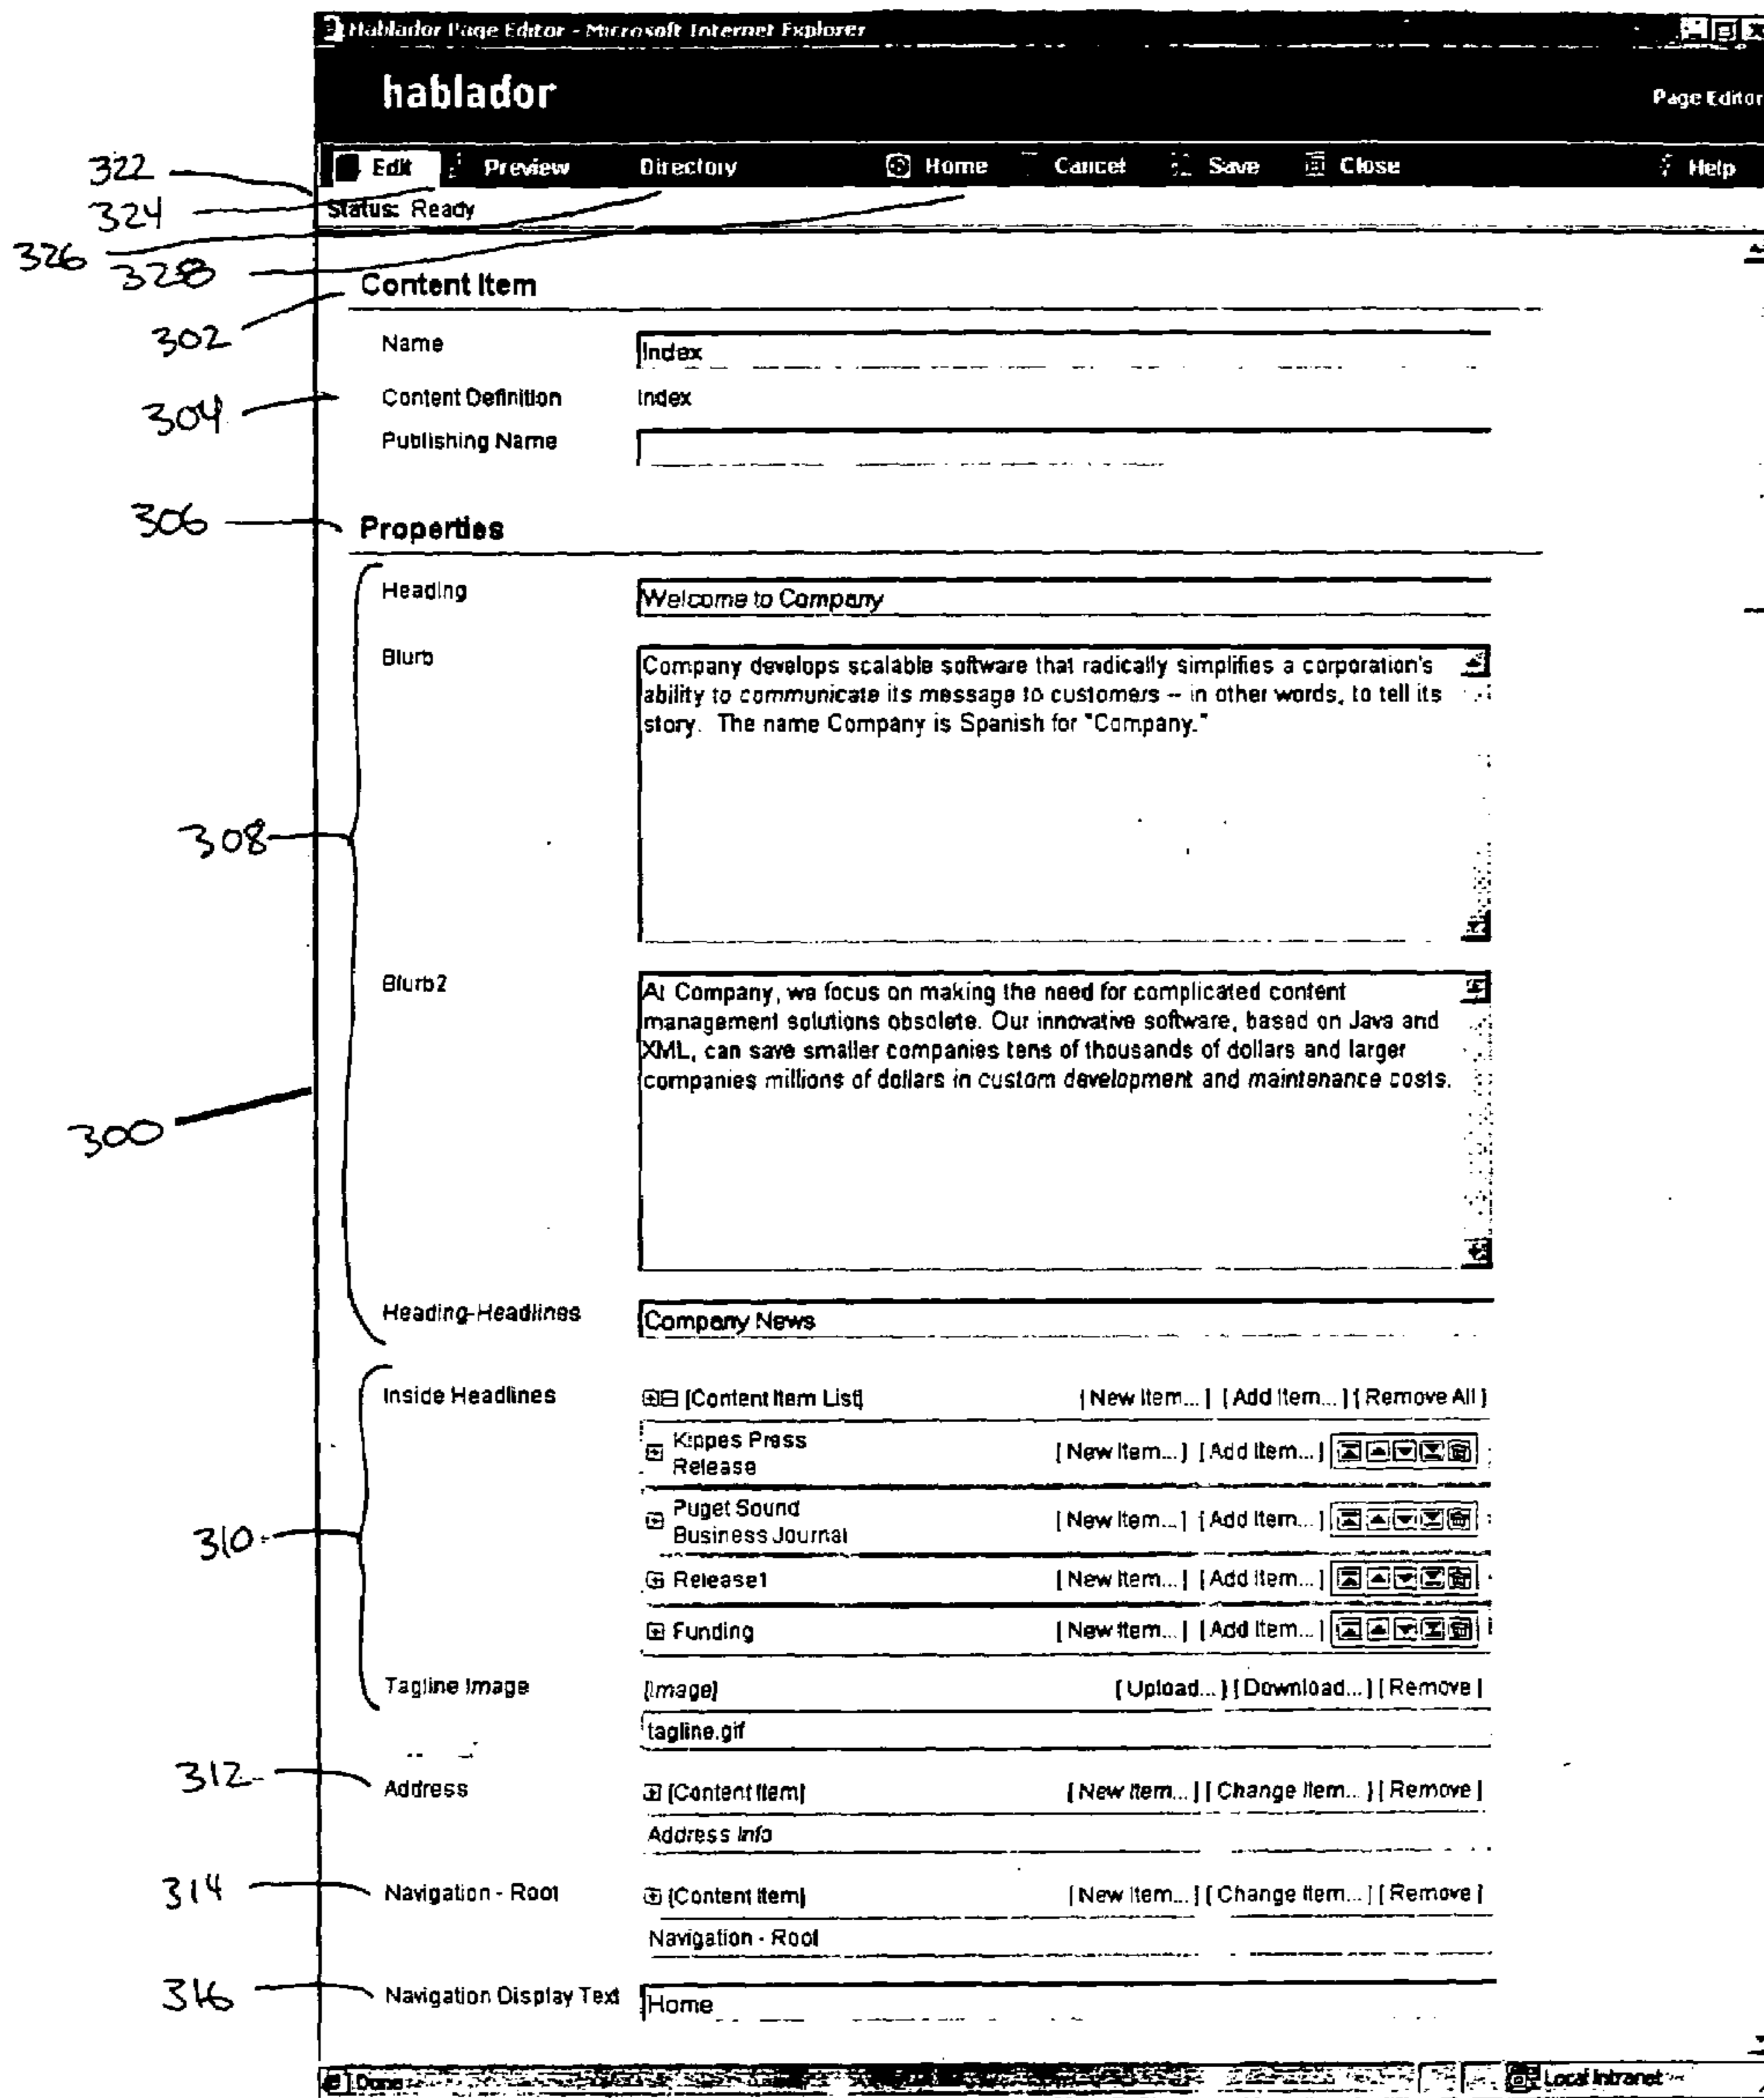 Hablador Page Editor - Microsoft Internet Explorer
hablador
Page Editor
Edit Preview Directory Home Cancel Save Close Help
322
324
Status: Ready
326
328
Content Item
302
Name Index
304 Content Definition Index
Publishing Name
306 Properties
Heading Welcome to Company
Blurb Company develops scalable software that radically simplifies a corporation's
ability to communicate its message to customers -- in other words, to tell its
story. The name Company is Spanish for "Company."
308
Blurb2 At Company, we focus on making the need for complicated content
management solutions obsolete. Our innovative software, based on Java and
XML, can save smaller companies tens of thousands of dollars and larger
companies millions of dollars in custom development and maintenance costs.
300
Heading-Headlines Company News
Inside Headlines [Content Item List] [New Item...] [Add Item...] [Remove All]
Kippes Press
Release [New Item...] [Add Item...]
310
Puget Sound
Business Journal [New Item...] [Add Item...]
Release1 [New Item...] [Add Item...]
Funding [New Item...] [Add Item...]
Tagline Image [Image] [Upload...] [Download...] [Remove]
tagline.gif
312 Address [Content Item] [New Item...] [Change Item...] [Remove]
Address Info
314 Navigation - Root [Content Item] [New Item...] [Change Item...] [Remove]
Navigation - Root
316 Navigation Display Text Home
Done Local intranet